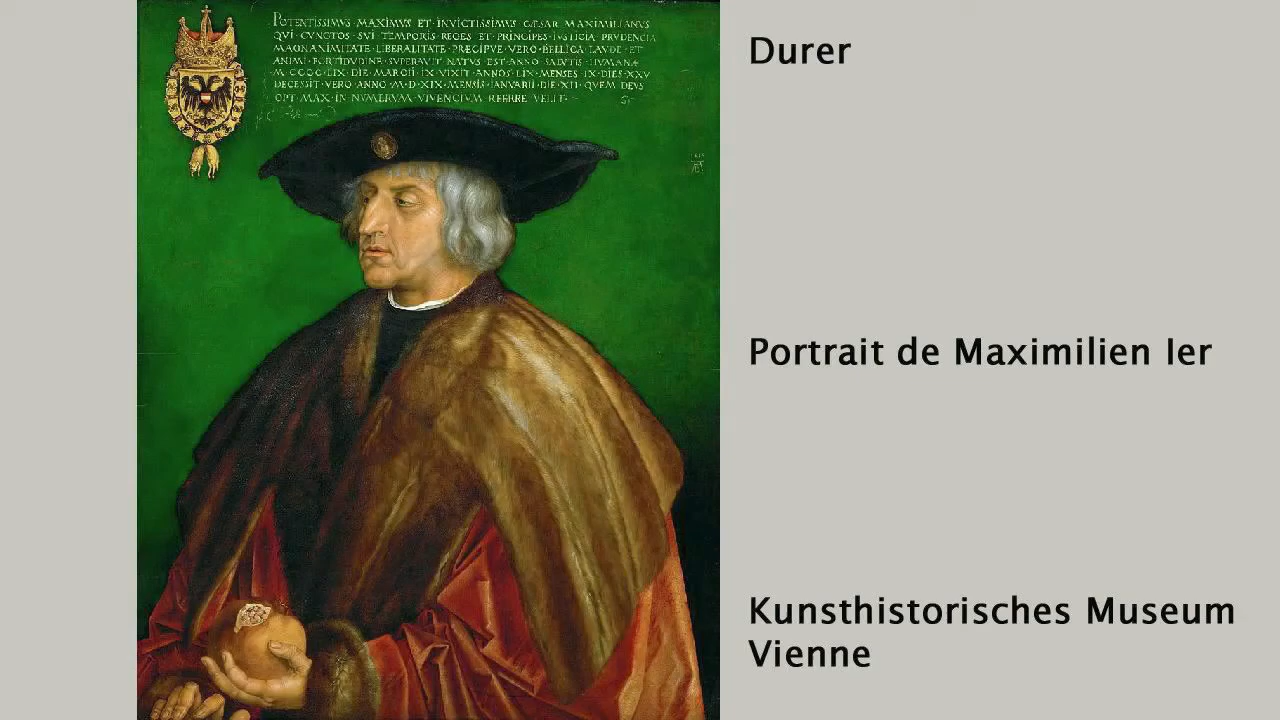 POTENTISSIMVS · MAXIMVS · ET · INVICTISSIMVS · CÆSAR · MAXIMILIANVS
QVI · CVNCTOS · SVI · TEMPORIS · REGES · ET · PRINCIPES · IVSTICIA · PRVDENCIA
MAGNANIMITATE · LIBERALITATE · PRECIPVE · VERO · BELLICA · LAVDE · ET
ANIMI · FORTIDVDINE · SVPERAVIT · NATVS · EST · ANNO · SALVTIS · HVMANÆ
M · CCCC · LIX · DIE · MARCII · IX · VIXIT · ANNOS · LIX · MENSES · IX · DIES · XXV
DECESSIT · VERO · ANNO · M · D · XIX · MENSIS · IANVARII · DIE · XII · QVEM · DEVS
OPT · MAX · IN · NVMERVM · VIVENCIVM · REFERRE · VELIT
Durer
Portrait de Maximilien Ier
Kunsthistorisches Museum
Vienne